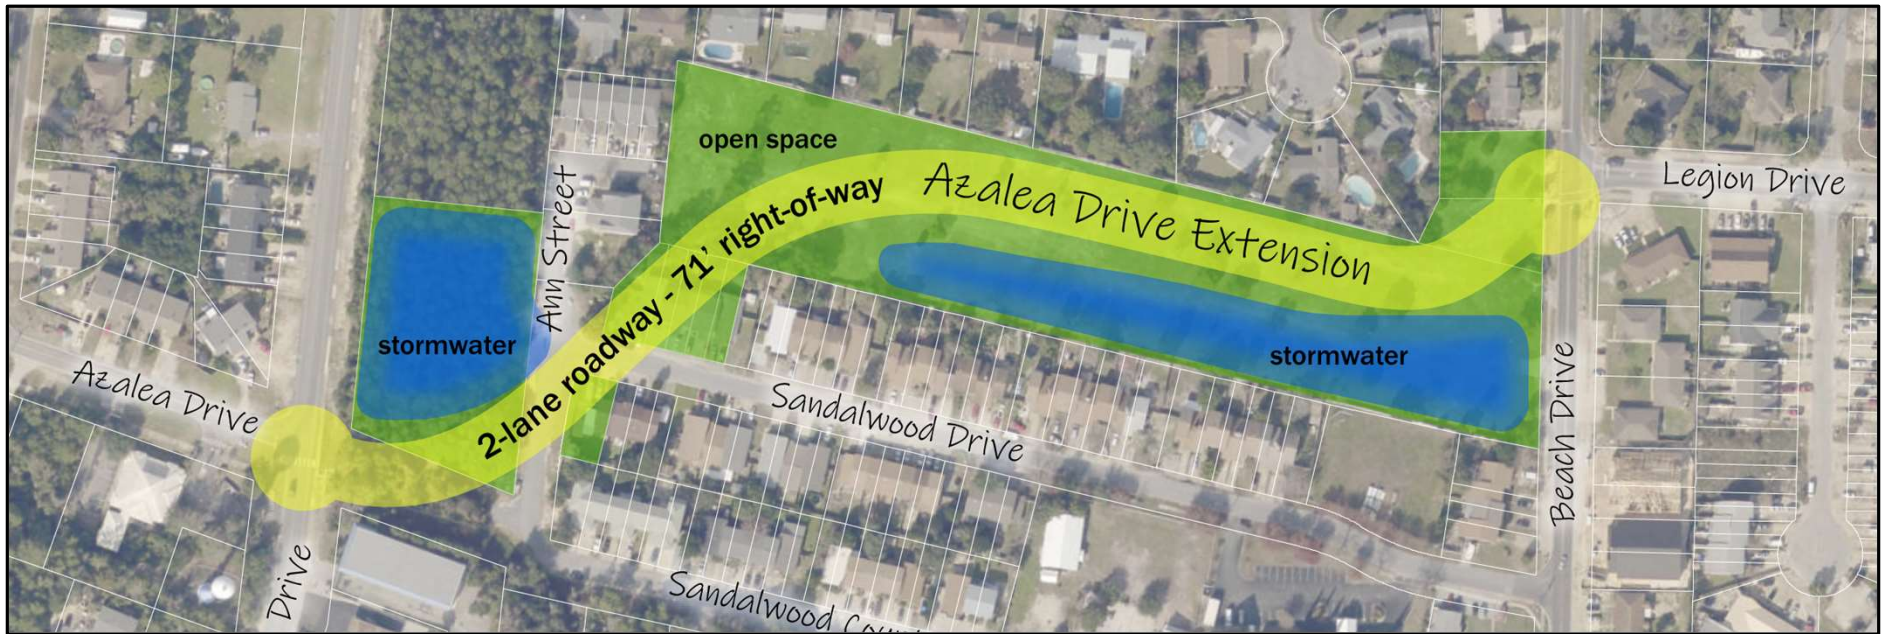 open space
Azalea Drive Extension
Legion Drive
Ann Street
2-lane roadway - 71' right-of-way
stormwater
stormwater
Azalea Drive
Sandalwood Drive
Beach Drive
Drive
Sandalwood